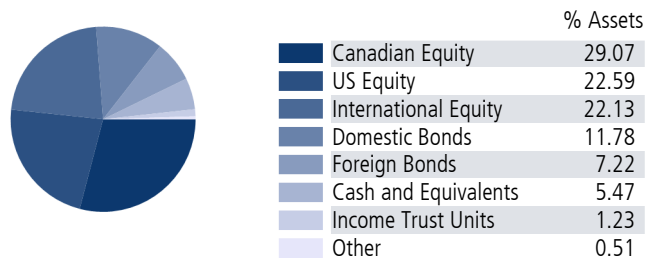 % Assets
Canadian Equity 29.07
US Equity 22.59
International Equity 22.13
Domestic Bonds 11.78
Foreign Bonds 7.22
Cash and Equivalents 5.47
Income Trust Units 1.23
Other 0.51